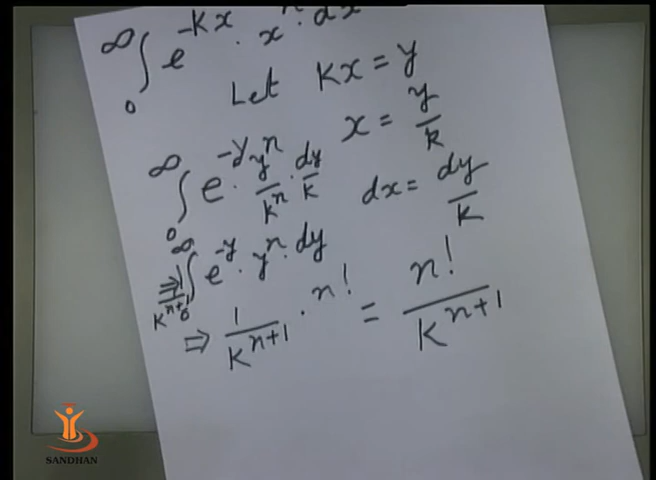 ∞∫0 e^-Kx · x^n · dx
Let Kx = y
x = y/k
∞∫0 e^-y · y^n/k^n · dy/k
dx = dy/k
⇒ 1/K^n+1 ∞∫0 e^-y · y^n · dy
⇒ 1/K^n+1 · n! = n!/K^n+1
SANDHAN